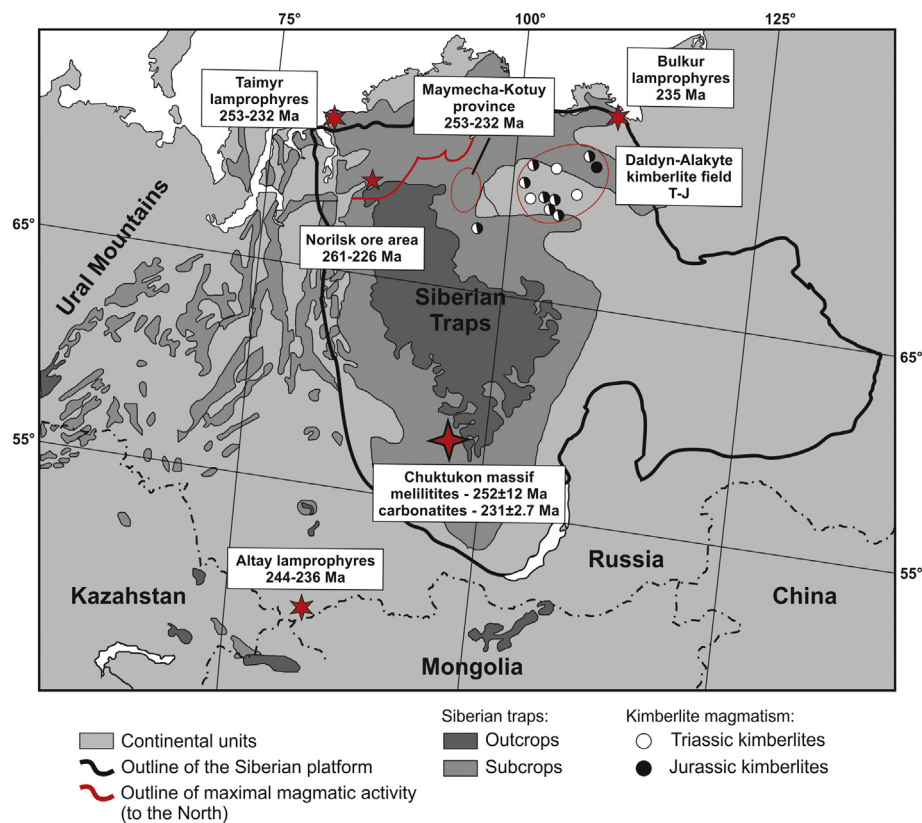 75°
100°
125°
Taimyr
lamprophyres
253-232 Ma
Maymecha-Kotuy
province
253-232 Ma
Bulkur
lamprophyres
235 Ma
Daldyn-Alakyte
kimberlite field
T-J
65°
Ural Mountains
Norilsk ore area
261-226 Ma
Siberian
Traps
65°
55°
Chuktukon massif
melilitites - 252±12 Ma
carbonatites - 231±2.7 Ma
Altay lamprophyres
244-236 Ma
Russia
55°
Kazahstan
China
Mongolia
Continental units
Outline of the Siberian platform
Outline of maximal magmatic activity
(to the North)
Siberian traps:
Outcrops
Subcrops
Kimberlite magmatism:
Triassic kimberlites
Jurassic kimberlites